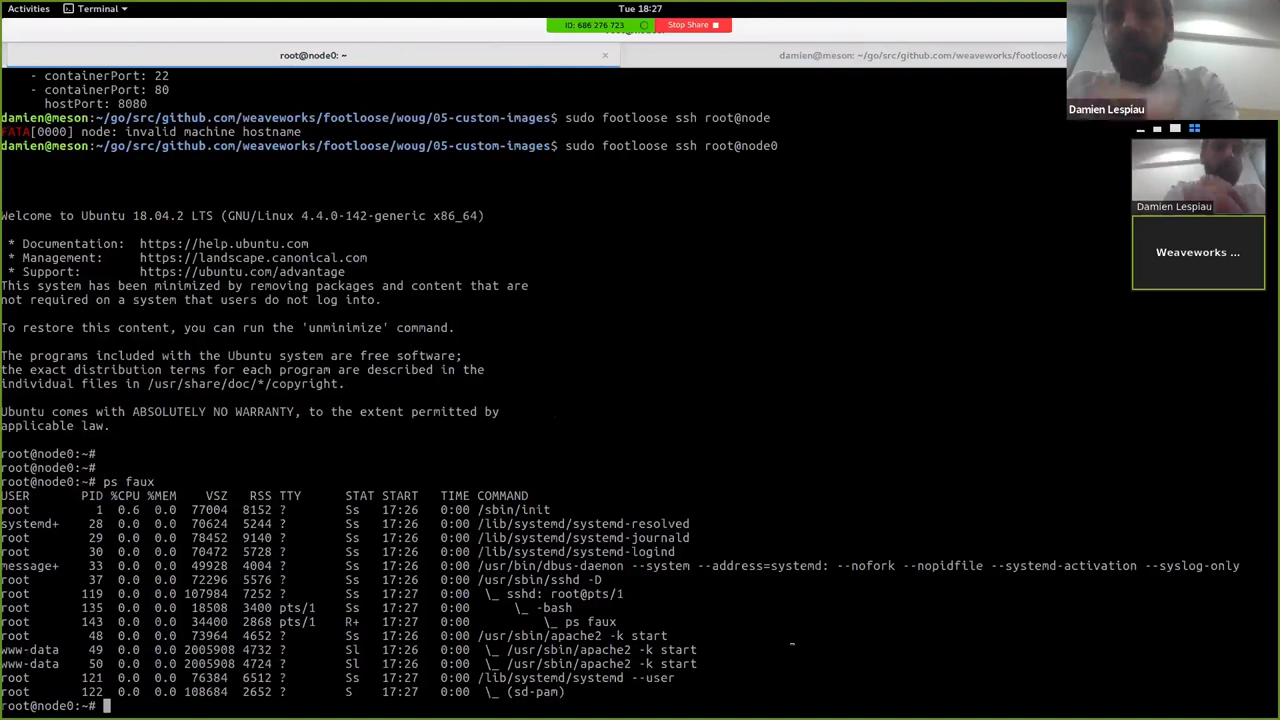 Activities
Terminal
Tue 18:27
ID: 686 276 723
Stop Share
root@node0: ~
damien@meson: ~/go/src/github.com/weaveworks/footloose/w
- containerPort: 22
- containerPort: 80
hostPort: 8080
damien@meson:~/go/src/github.com/weaveworks/footloose/woug/05-custom-images$ sudo footloose ssh root@node
FATA[0000] node: invalid machine hostname
damien@meson:~/go/src/github.com/weaveworks/footloose/woug/05-custom-images$ sudo footloose ssh root@node0
Welcome to Ubuntu 18.04.2 LTS (GNU/Linux 4.4.0-142-generic x86_64)
* Documentation: https://help.ubuntu.com
* Management: https://landscape.canonical.com
* Support: https://ubuntu.com/advantage
This system has been minimized by removing packages and content that are
not required on a system that users do not log into.
To restore this content, you can run the 'unminimize' command.
The programs included with the Ubuntu system are free software;
the exact distribution terms for each program are described in the
individual files in /usr/share/doc/*/copyright.
Ubuntu comes with ABSOLUTELY NO WARRANTY, to the extent permitted by
applicable law.
root@node0:~#
root@node0:~#
root@node0:~# ps faux
USER PID %CPU %MEM VSZ RSS TTY STAT START TIME COMMAND
root 1 0.6 0.0 77004 8152 ? Ss 17:26 0:00 /sbin/init
systemd+ 28 0.0 0.0 70624 5244 ? Ss 17:26 0:00 /lib/systemd/systemd-resolved
root 29 0.0 0.0 78452 9140 ? Ss 17:26 0:00 /lib/systemd/systemd-journald
root 30 0.0 0.0 70472 5728 ? Ss 17:26 0:00 /lib/systemd/systemd-logind
message+ 33 0.0 0.0 49928 4004 ? Ss 17:26 0:00 /usr/bin/dbus-daemon --system --address=systemd: --nofork --nopidfile --systemd-activation --syslog-only
root 37 0.0 0.0 72296 5576 ? Ss 17:26 0:00 /usr/sbin/sshd -D
root 119 0.0 0.0 107984 7252 ? Ss 17:27 0:00 \_ sshd: root@pts/1
root 135 0.0 0.0 18508 3400 pts/1 Ss 17:27 0:00 \_ -bash
root 143 0.0 0.0 34400 2868 pts/1 R+ 17:27 0:00 \_ ps faux
root 48 0.0 0.0 73964 4652 ? Ss 17:26 0:00 /usr/sbin/apache2 -k start
www-data 49 0.0 0.0 2005908 4732 ? Sl 17:26 0:00 \_ /usr/sbin/apache2 -k start
www-data 50 0.0 0.0 2005908 4724 ? Sl 17:26 0:00 \_ /usr/sbin/apache2 -k start
root 121 0.0 0.0 76384 6512 ? Ss 17:27 0:00 /lib/systemd/systemd --user
root 122 0.0 0.0 108684 2652 ? S 17:27 0:00 \_ (sd-pam)
root@node0:~#
Damien Lespiau
Damien Lespiau
Weaveworks ...